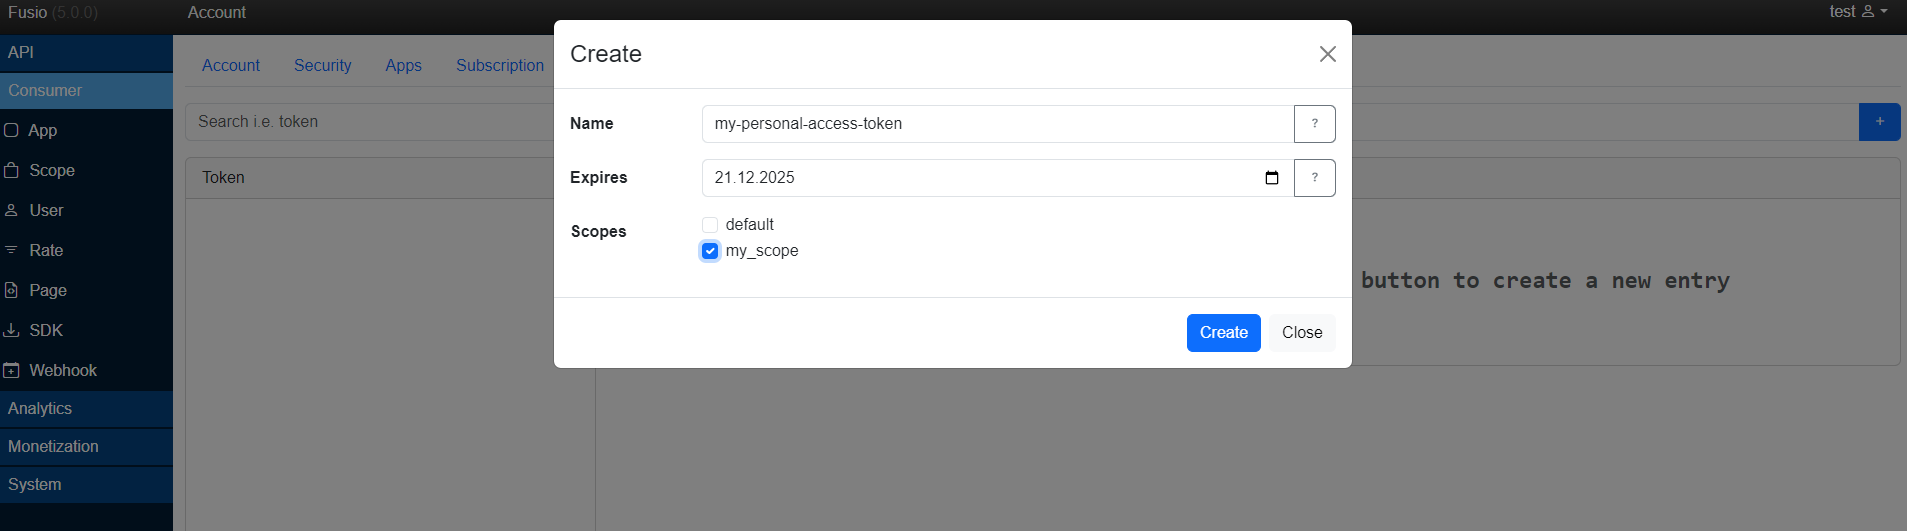 Fusio (5.0.0)
Account
test
API
Consumer
App
Scope
User
Rate
Page
SDK
Webhook
Analytics
Monetization
System
Account Security Apps Subscription
Search i.e. token
+
Token
button to create a new entry
Create
Name
my-personal-access-token
?
Expires
21.12.2025
?
Scopes
default
my_scope
Create
Close